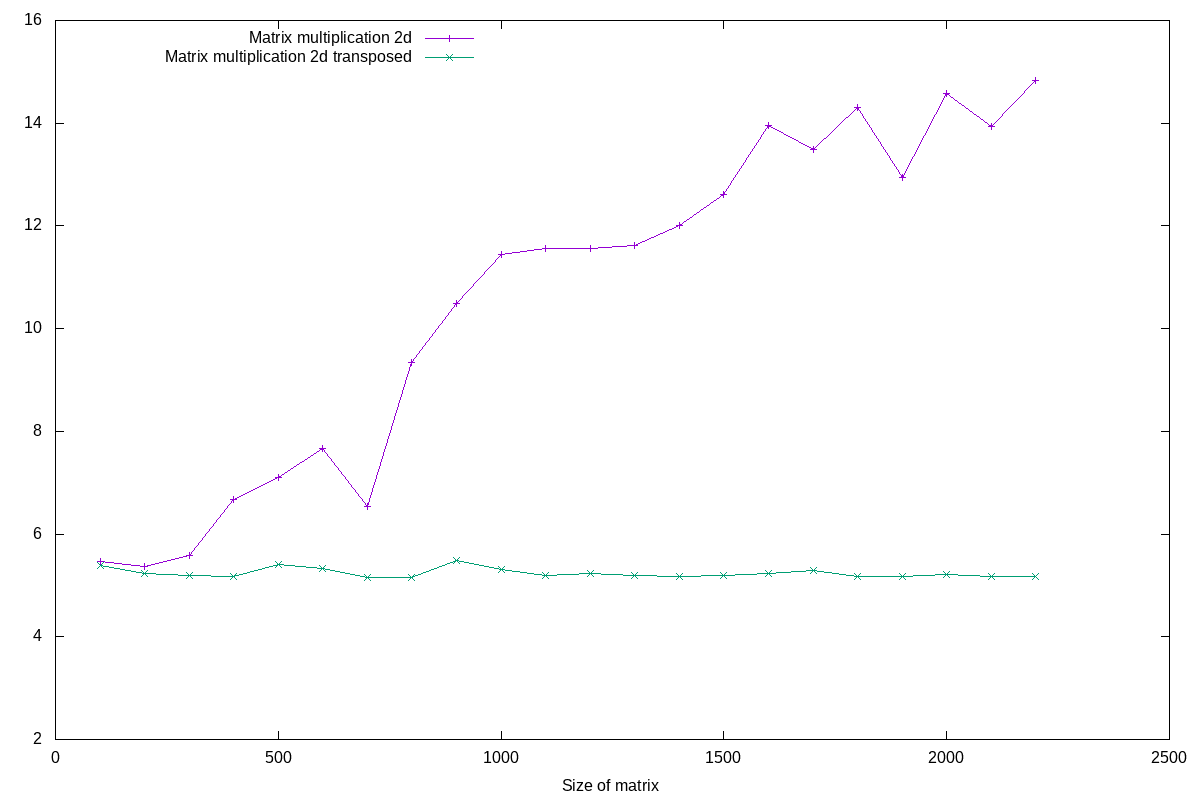 Matrix multiplication 2d
Matrix multiplication 2d transposed
16
14
12
10
8
6
4
2
0 500 1000 1500 2000 2500
Size of matrix